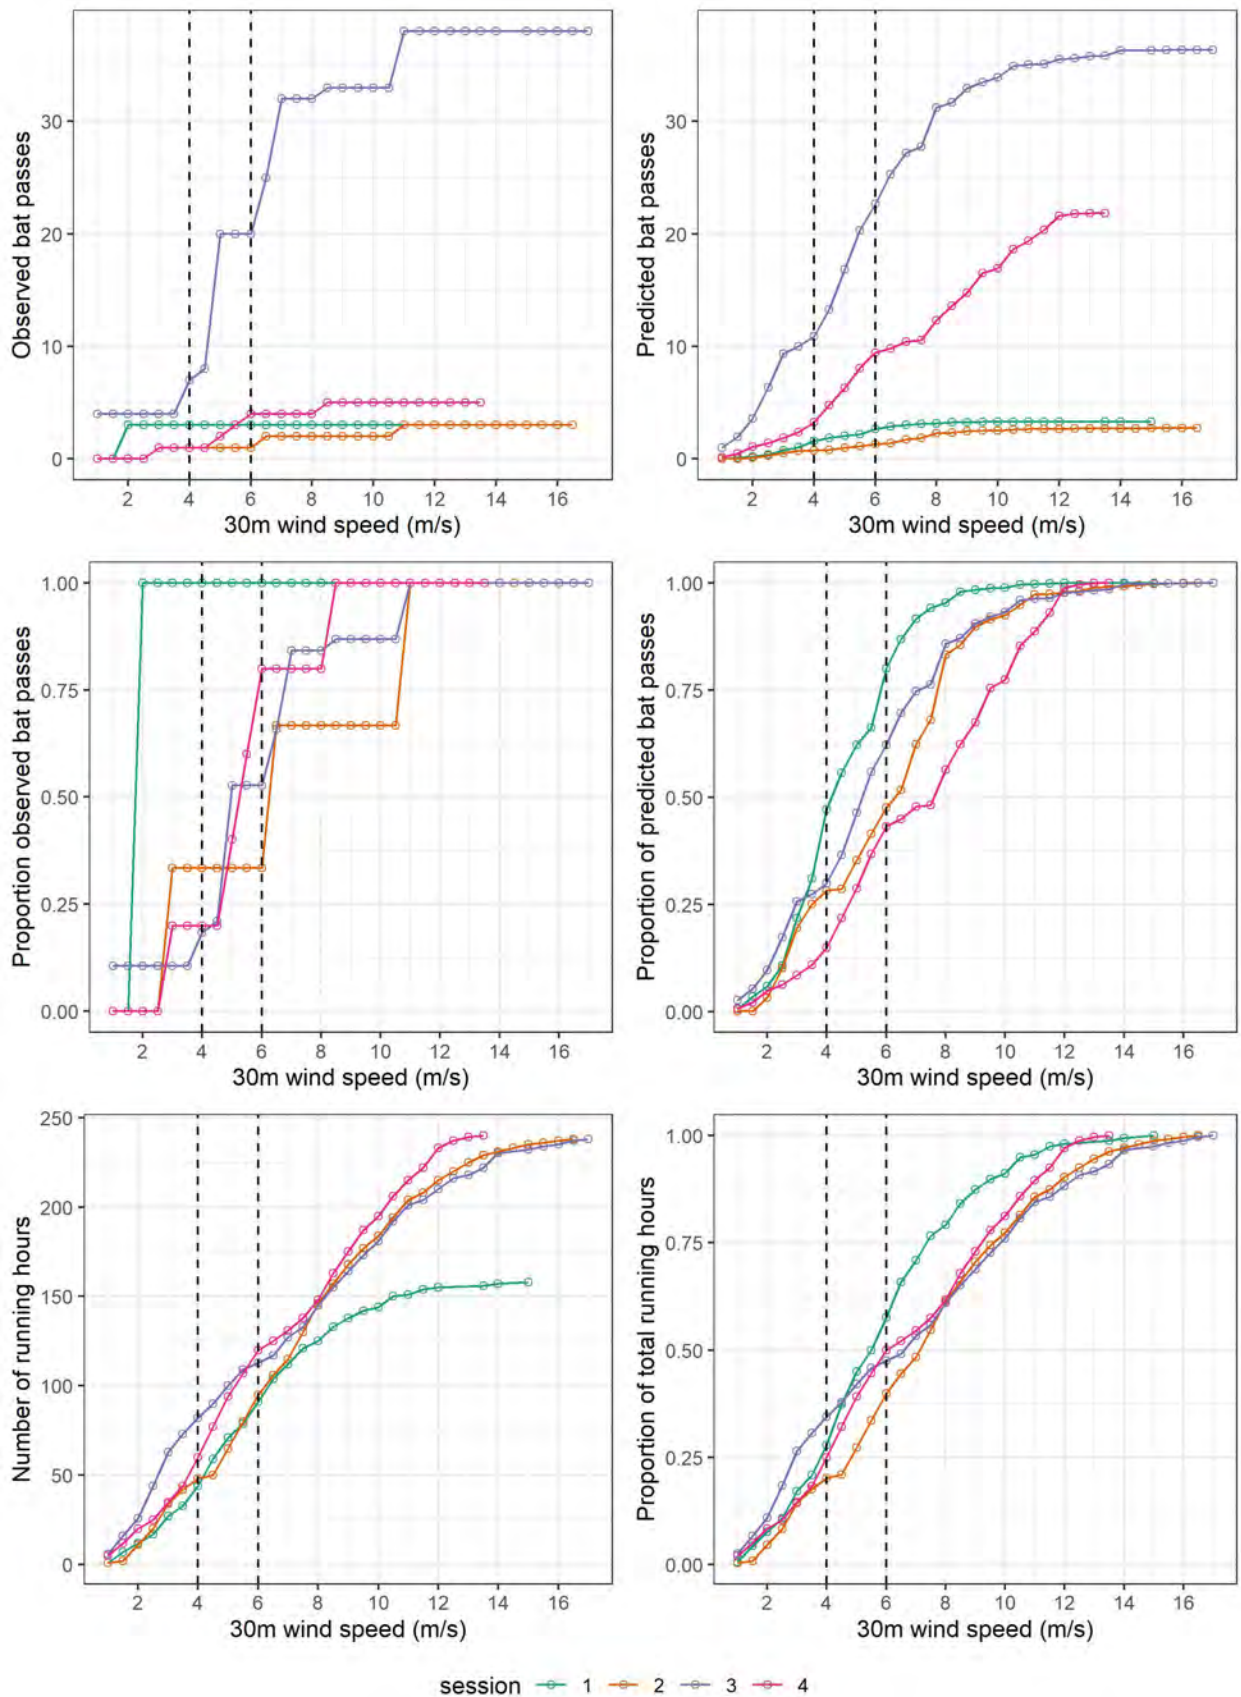 Observed bat passes
30
20
10
0
2 4 6 8 10 12 14 16
30m wind speed (m/s)
Predicted bat passes
30
20
10
0
2 4 6 8 10 12 14 16
30m wind speed (m/s)
Proportion observed bat passes
1.00
0.75
0.50
0.25
0.00
2 4 6 8 10 12 14 16
30m wind speed (m/s)
Proportion of predicted bat passes
1.00
0.75
0.50
0.25
0.00
2 4 6 8 10 12 14 16
30m wind speed (m/s)
Number of running hours
250
200
150
100
50
0
2 4 6 8 10 12 14 16
30m wind speed (m/s)
Proportion of total running hours
1.00
0.75
0.50
0.25
0.00
2 4 6 8 10 12 14 16
30m wind speed (m/s)
session 1 2 3 4